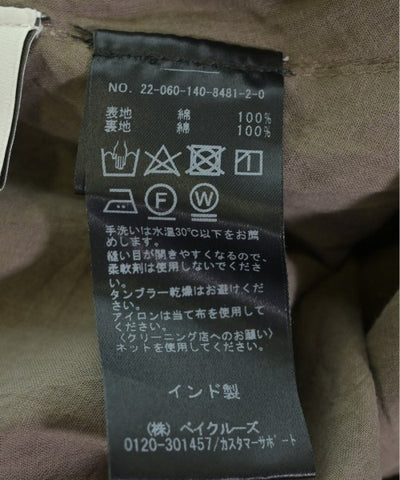 NO. 22-060-140-8481-2-0
表地 綿 100%
裏地 綿 100%
F W
手洗いは水温30℃以下をお薦
めします。
縫い目が開きやすくなるので、
柔軟剤は使用しないでくださ
い。
タンブラー乾燥はお避けくだ
さい。
アイロンは当て布を使用して
ください。
〈クリーニング店へのお願い〉
ネットを使用してください。
インド製
(株) ベイクルーズ
0120-301457/カスタマーサポート